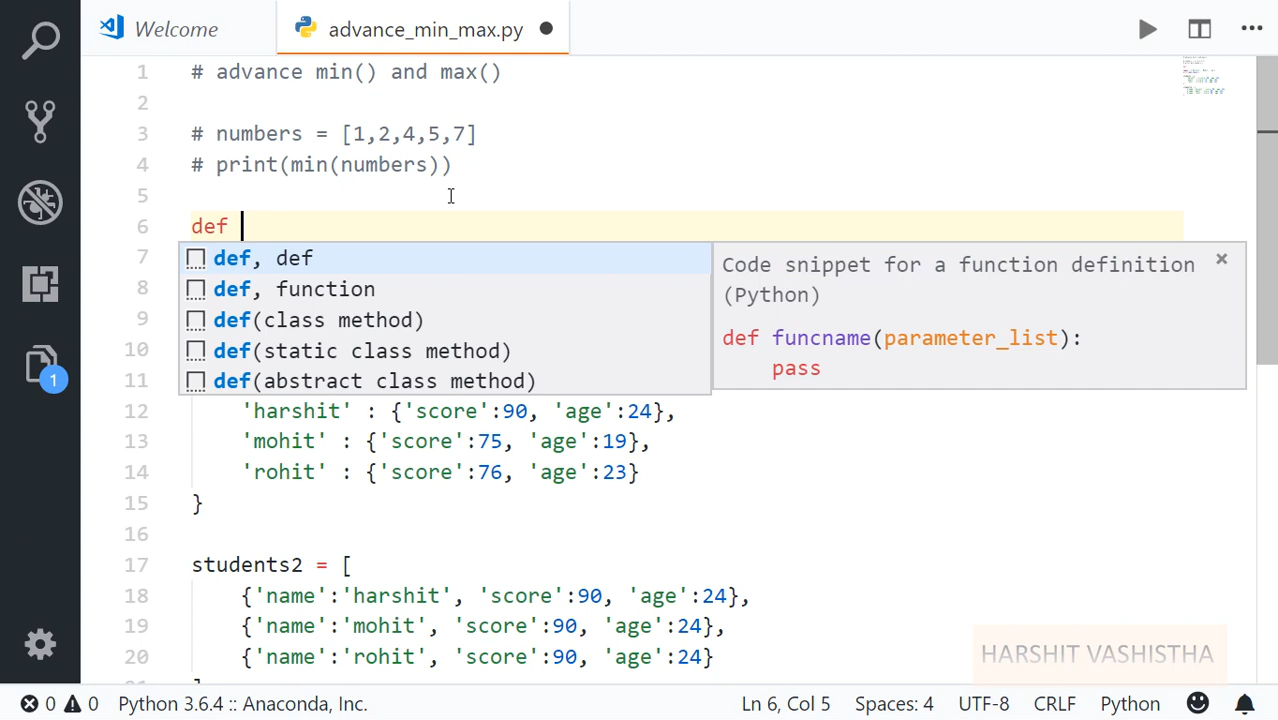 Welcome
advance_min_max.py
1 # advance min() and max()
2
3 # numbers = [1,2,4,5,7]
4 # print(min(numbers))
5
6 def
7 def, def
8 def, function
9 def(class method)
10 def(static class method)
11 def(abstract class method)
Code snippet for a function definition
(Python)
def funcname(parameter_list):
pass
12 'harshit' : {'score':90, 'age':24},
13 'mohit' : {'score':75, 'age':19},
14 'rohit' : {'score':76, 'age':23}
15 }
16
17 students2 = [
18 {'name':'harshit', 'score':90, 'age':24},
19 {'name':'mohit', 'score':90, 'age':24},
20 {'name':'rohit', 'score':90, 'age':24}
1
HARSHIT VASHISTHA
0 0 Python 3.6.4 :: Anaconda, Inc. Ln 6, Col 5 Spaces: 4 UTF-8 CRLF Python